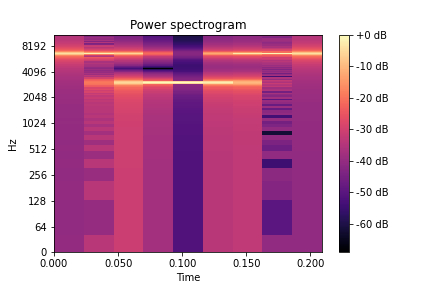 Power spectrogram
8192
4096
2048
1024
512
256
128
64
0
Hz
0.000 0.050 0.100 0.150 0.200
Time
+0 dB
-10 dB
-20 dB
-30 dB
-40 dB
-50 dB
-60 dB